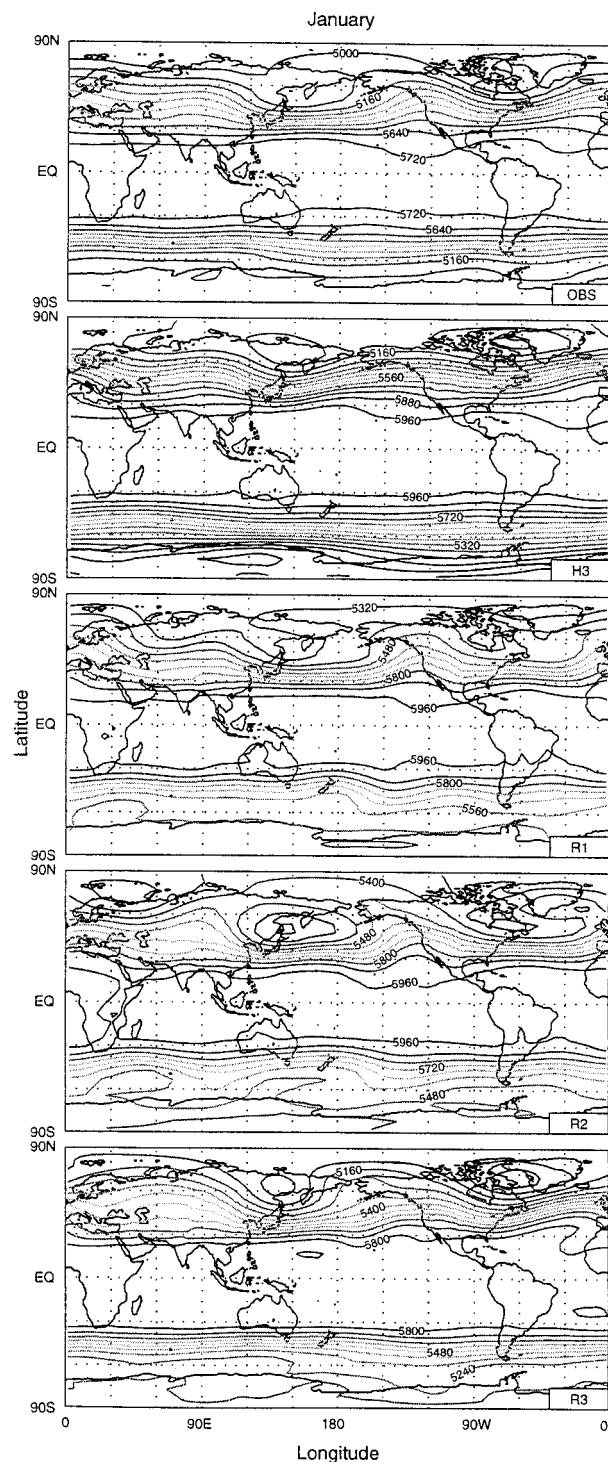 January
90N
5000
5160
5640
5720
EQ
5720
5640
5160
90S
OBS
90N
5160
5560
5880
5960
EQ
5960
5720
5320
90S
H3
90N
5320
5480
5800
5960
EQ
5960
5800
5560
90S
R1
Latitude
90N
5400
5480
5800
5960
EQ
5960
5720
5480
90S
R2
90N
5160
5400
5800
EQ
5800
5480
5240
90S
R3
0
90E
180
90W
0
Longitude